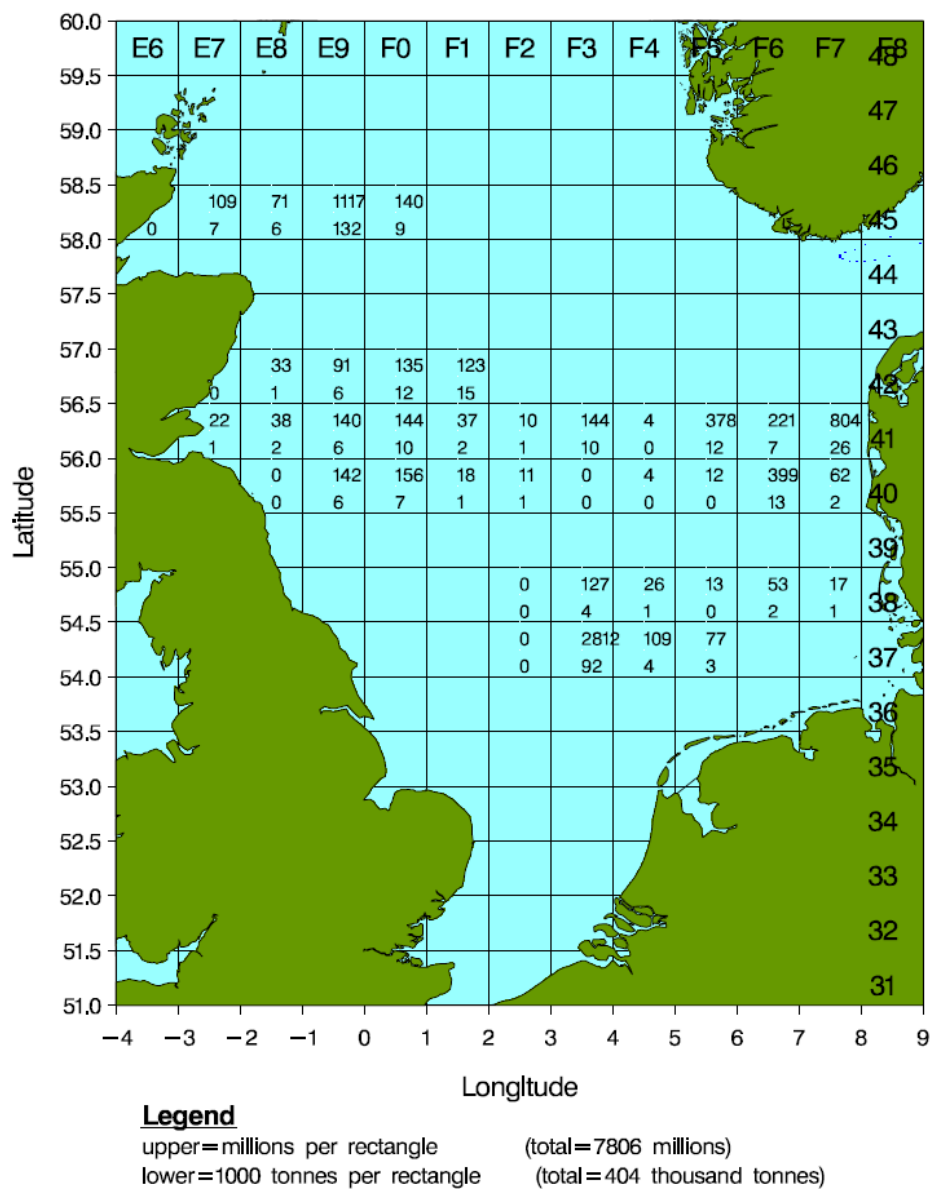 60.0 E6 E7 E8 E9 F0 F1 F2 F3 F4 F5 F6 F7 F8
48
59.5
47
59.0
46
58.5
109 71 1117 140
45
0 7 6 132 9
58.0
44
57.5
43
57.0
33 91 135 123
42
0 1 6 12 15
56.5
22 38 140 144 37 10 144 4 378 221 804
41
1 2 6 10 2 1 10 0 12 7 26
56.0
0 142 156 18 11 0 4 12 399 62
40
0 6 7 1 1 0 0 0 13 2
55.5
39
55.0
0 127 26 13 53 17
38
0 4 1 0 2 1
54.5
0 2812 109 77
37
0 92 4 3
54.0
36
53.5
35
53.0
34
52.5
33
52.0
32
51.5
31
51.0
Latitude
−4 −3 −2 −1 0 1 2 3 4 5 6 7 8 9
Longltude
Legend
upper=millions per rectangle (total=7806 millions)
lower=1000 tonnes per rectangle (total=404 thousand tonnes)